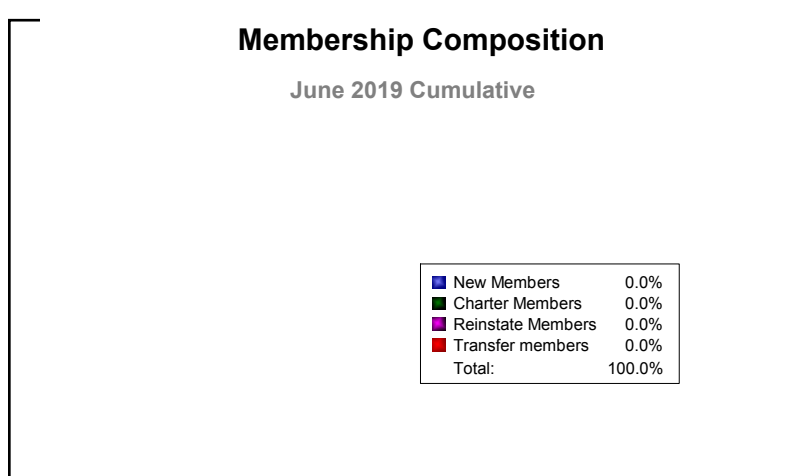 Membership Composition
June 2019 Cumulative
New Members 0.0%
Charter Members 0.0%
Reinstate Members 0.0%
Transfer members 0.0%
Total: 100.0%